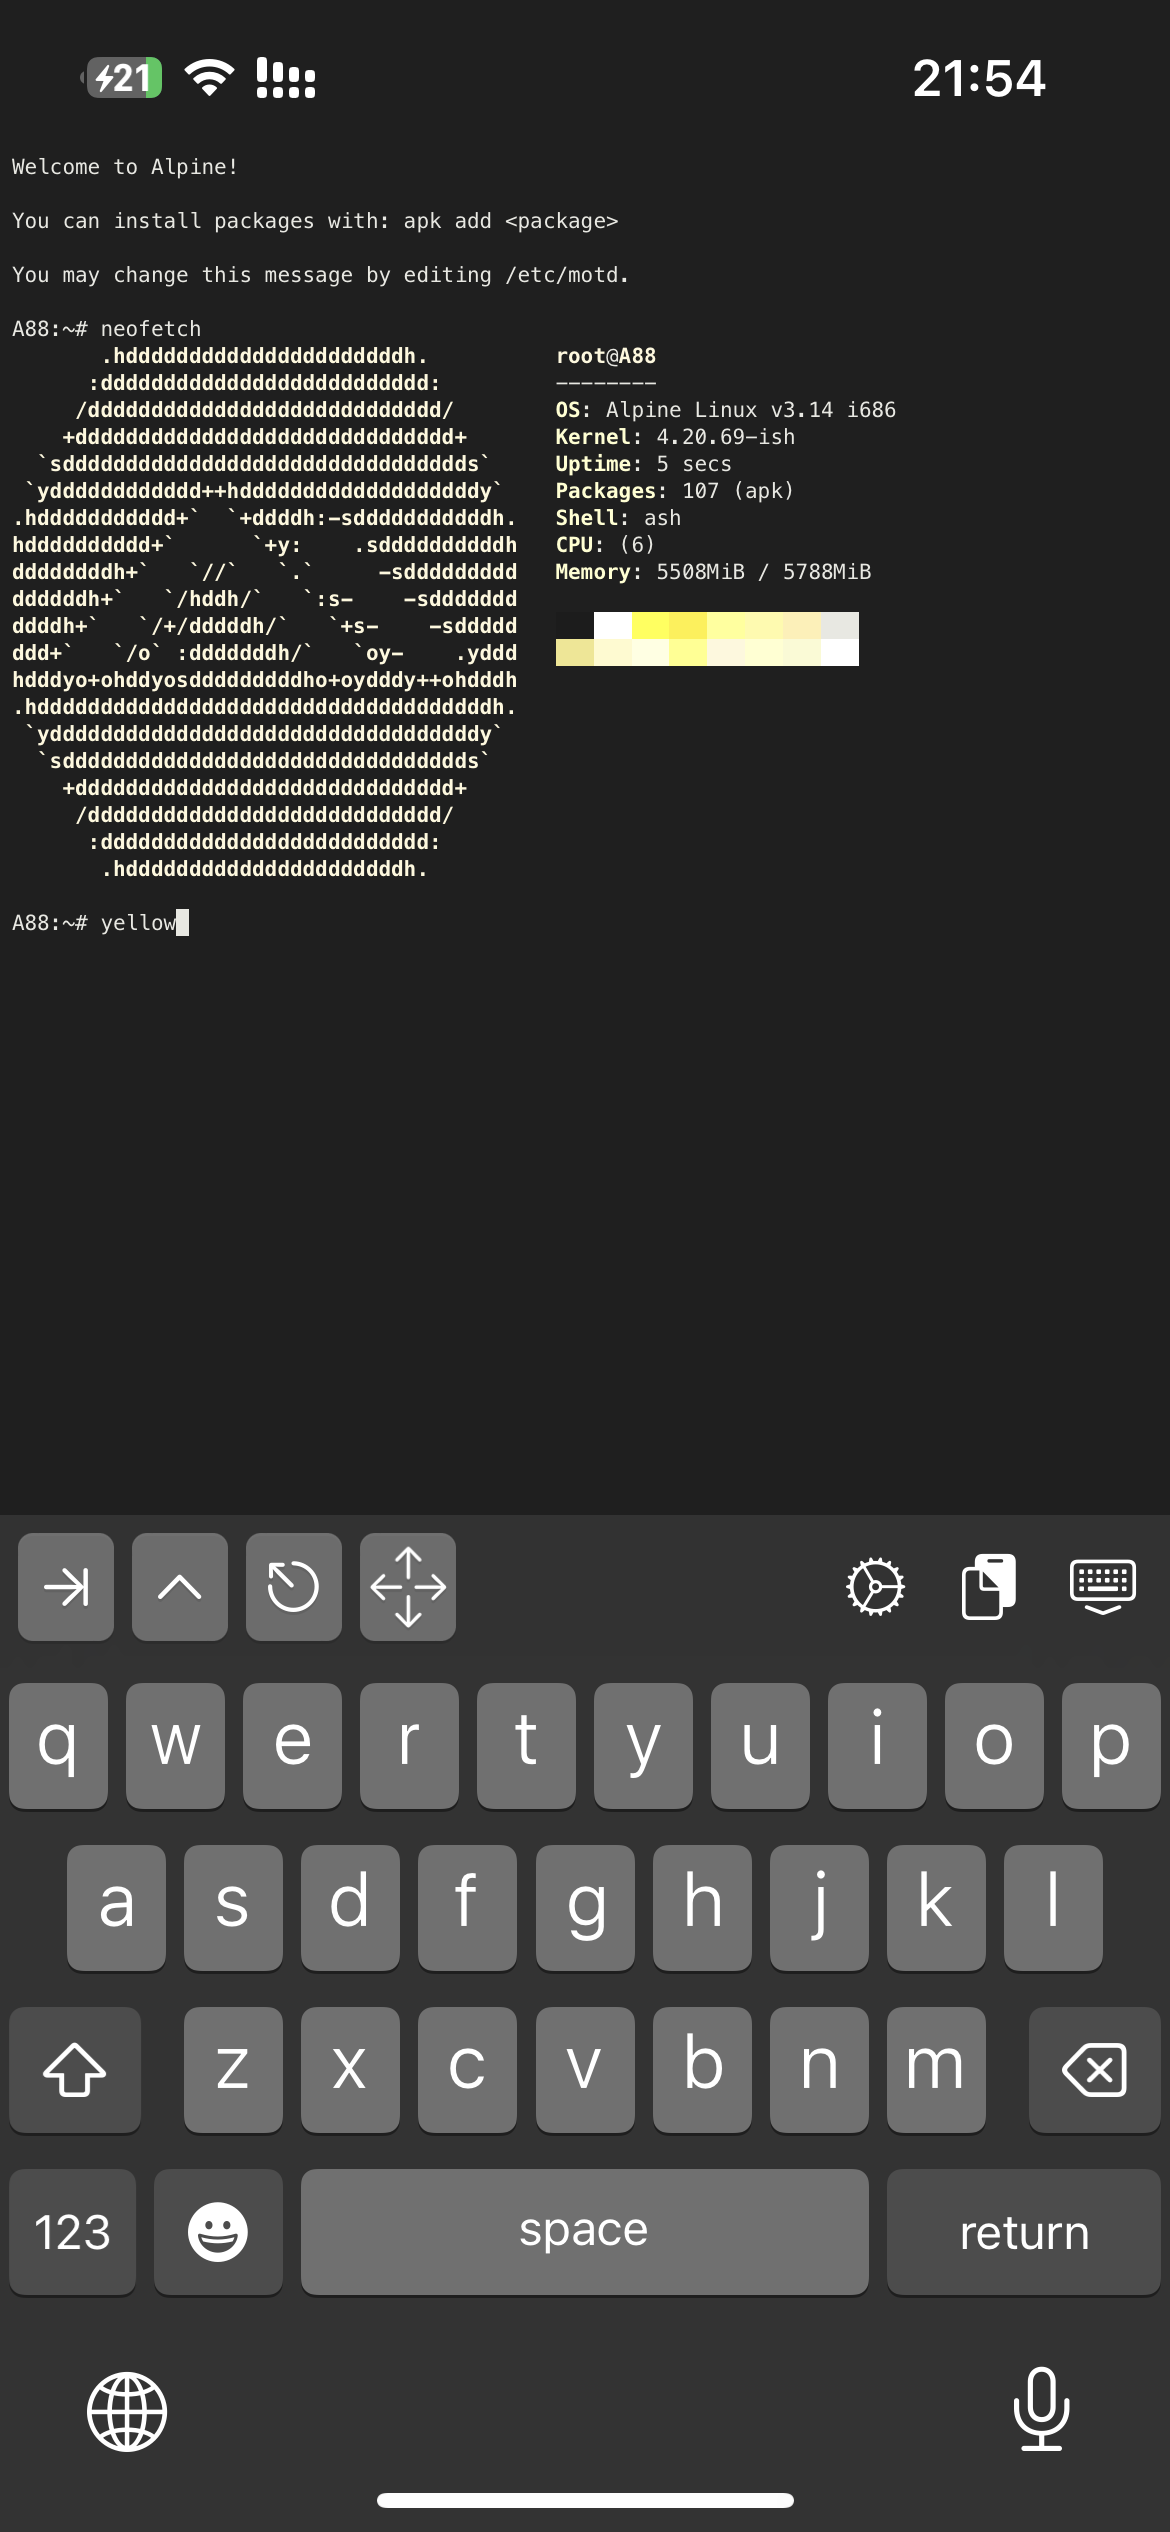 21
21:54
Welcome to Alpine!
You can install packages with: apk add <package>
You may change this message by editing /etc/motd.
A88:~# neofetch
        .hddddddddddddddddddddddh.          root@A88
       :dddddddddddddddddddddddddd:         --------
      /dddddddddddddddddddddddddddd/        OS: Alpine Linux v3.14 i686
     +dddddddddddddddddddddddddddddd+       Kernel: 4.20.69-ish
   `sdddddddddddddddddddddddddddddddds`     Uptime: 5 secs
  `ydddddddddddd++hdddddddddddddddddddy`    Packages: 107 (apk)
 .hddddddddddd+`  `+ddddh:-sdddddddddddh.   Shell: ash
 hdddddddddd+`      `+y:    .sddddddddddh   CPU: (6)
 ddddddddh+`   `//`   `.`     -sddddddddd   Memory: 5508MiB / 5788MiB
 ddddddh+`   `/hddh/`   `:s-    -sddddddd
 ddddh+`   `/+/dddddh/`   `+s-    -sddddd
 ddd+`   `/o` :dddddddh/`   `oy-    .yddd
 hdddyo+ohddyosdddddddddho+oydddy++ohdddh
 .hddddddddddddddddddddddddddddddddddddh.
  `yddddddddddddddddddddddddddddddddddy`
   `sdddddddddddddddddddddddddddddddds`
     +dddddddddddddddddddddddddddddd+
      /dddddddddddddddddddddddddddd/
       :dddddddddddddddddddddddddd:
        .hddddddddddddddddddddddh.
A88:~# yellow
q w e r t y u i o p
a s d f g h j k l
z x c v b n m
123 space return